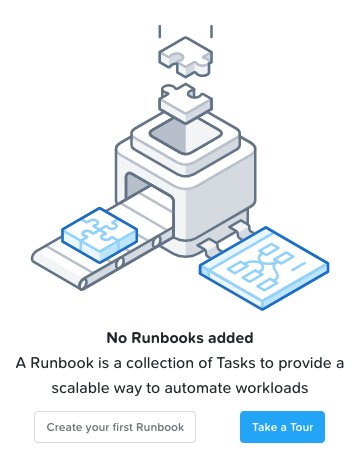 No Runbooks added
A Runbook is a collection of Tasks to provide a
scalable way to automate workloads
Create your first Runbook
Take a Tour